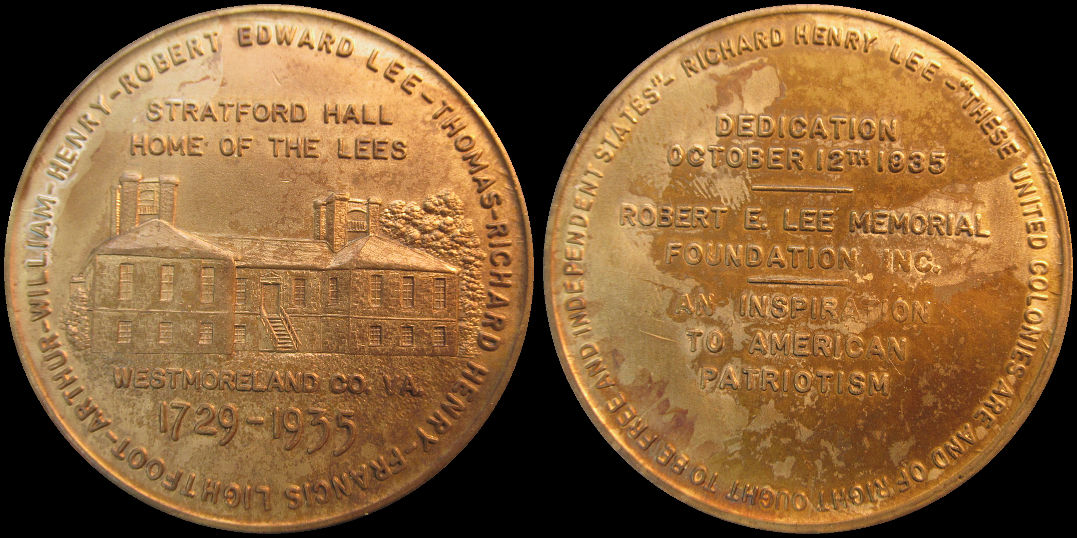 ROBERT EDWARD LEE-THOMAS-RICHARD HENRY-FRANCIS LIGHTFOOT-ARTHUR-WILLIAM-HENRY-
STRATFORD HALL
HOME OF THE LEES
WESTMORELAND CO. VA.
1729-1935
"THESE UNITED COLONIES ARE AND OF RIGHT OUGHT TO BE FREE AND INDEPENDENT STATES"- RICHARD HENRY LEE -
DEDICATION
OCTOBER 12TH 1935
ROBERT E. LEE MEMORIAL
FOUNDATION, INC.
AN INSPIRATION
TO AMERICAN
PATRIOTISM